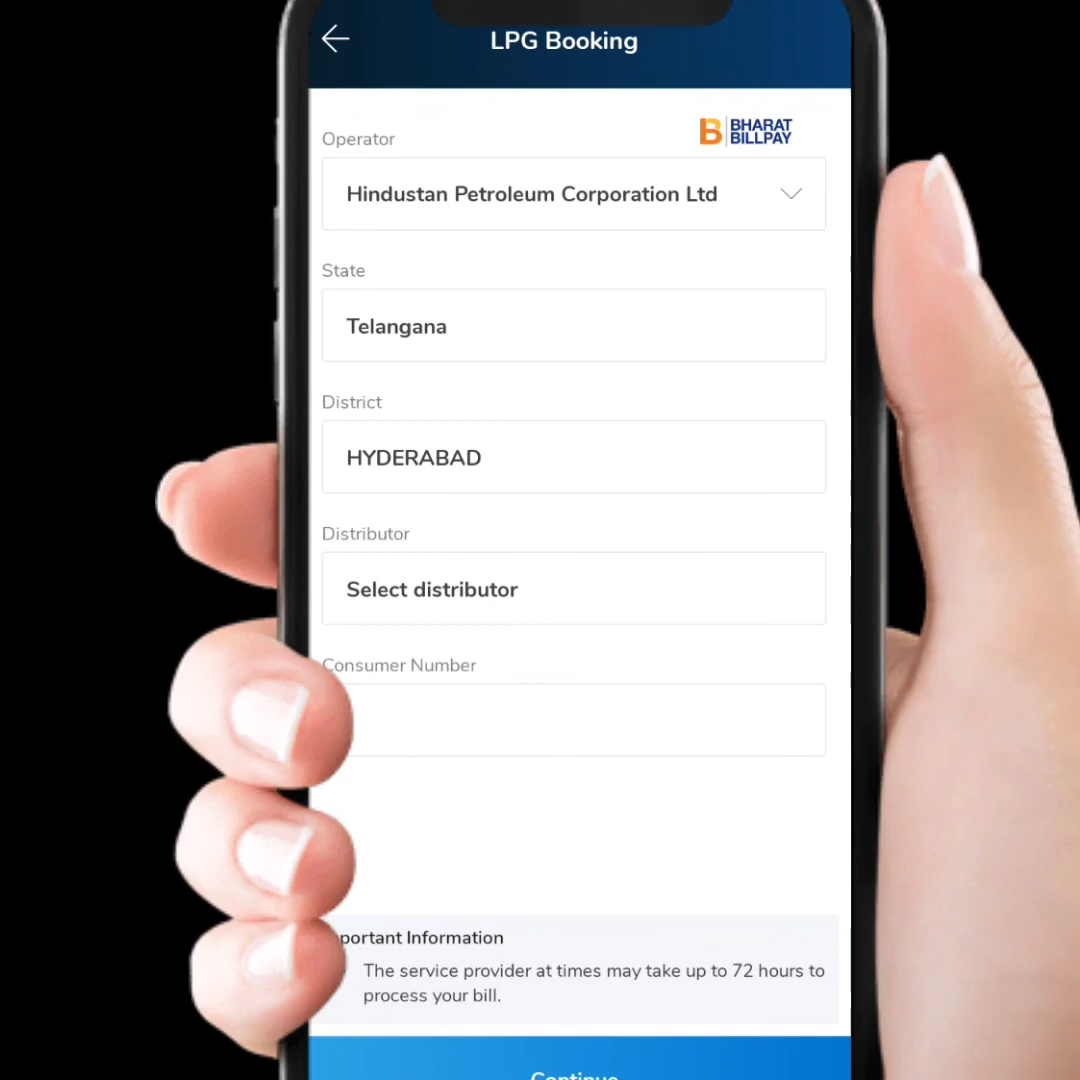 LPG Booking
Operator
BHARAT
BILLPAY
Hindustan Petroleum Corporation Ltd
State
Telangana
District
HYDERABAD
Distributor
Select distributor
Consumer Number
portant Information
The service provider at times may take up to 72 hours to
process your bill.
Continue